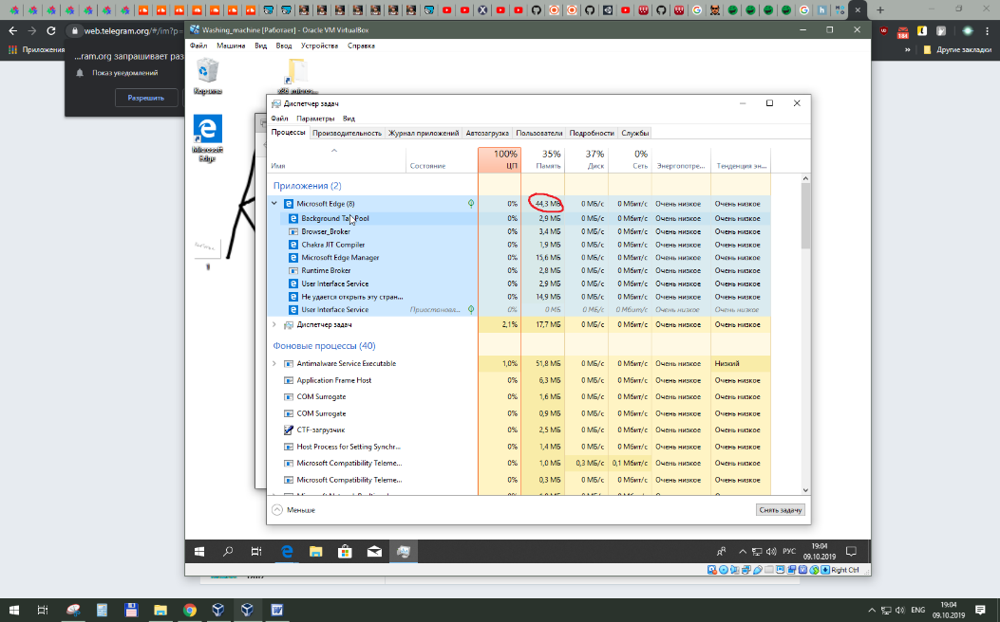 web.telegram.org/#/im?p=
Приложения
Другие закладки
184
...ram.org запрашивает раз
Показ уведомлений
Разрешить
Washing_machine [Работает] - Oracle VM VirtualBox
Файл Машина Вид Ввод Устройства Справка
Корзина
x86 micros...
Microsoft
Edge
Диспетчер задач
Файл Параметры Вид
Процессы Производительность Журнал приложений Автозагрузка Пользователи Подробности Службы
100% 35% 37% 0%
Имя Состояние ЦП Память Диск Сеть Энергопотре... Тенденция эн...
Приложения (2)
Microsoft Edge (8) 0% 44,3 МБ 0 МБ/с 0 Мбит/с Очень низкое Очень низкое
Background Tas Pool 0% 2,9 МБ 0 МБ/с 0 Мбит/с Очень низкое Очень низкое
Browser_Broker 0% 3,4 МБ 0 МБ/с 0 Мбит/с Очень низкое Очень низкое
Chakra JIT Compiler 0% 1,9 МБ 0 МБ/с 0 Мбит/с Очень низкое Очень низкое
Microsoft Edge Manager 0% 15,6 МБ 0 МБ/с 0 Мбит/с Очень низкое Очень низкое
Runtime Broker 0% 2,8 МБ 0 МБ/с 0 Мбит/с Очень низкое Очень низкое
User Interface Service 0% 2,9 МБ 0 МБ/с 0 Мбит/с Очень низкое Очень низкое
Не удается открыть эту стран... 0% 14,9 МБ 0 МБ/с 0 Мбит/с Очень низкое Очень низкое
User Interface Service Приостанова... 0% 0 МБ 0 МБ/с 0 Мбит/с Очень низкое Очень низкое
Диспетчер задач 2,1% 17,7 МБ 0 МБ/с 0 Мбит/с Очень низкое Очень низкое
Фоновые процессы (40)
Antimalware Service Executable 1,0% 51,8 МБ 0 МБ/с 0 Мбит/с Очень низкое Низкий
Application Frame Host 0% 6,3 МБ 0 МБ/с 0 Мбит/с Очень низкое Очень низкое
COM Surrogate 0% 1,6 МБ 0 МБ/с 0 Мбит/с Очень низкое Очень низкое
COM Surrogate 0% 0,9 МБ 0 МБ/с 0 Мбит/с Очень низкое Очень низкое
CTF-загрузчик 0% 2,5 МБ 0 МБ/с 0 Мбит/с Очень низкое Очень низкое
Host Process for Setting Synchr... 0% 1,4 МБ 0 МБ/с 0 Мбит/с Очень низкое Очень низкое
Microsoft Compatibility Teleme... 0% 1,0 МБ 0,3 МБ/с 0,1 Мбит/с Очень низкое Очень низкое
Microsoft Compatibility Teleme... 0% 0,3 МБ 0 МБ/с 0 Мбит/с Очень низкое Очень низкое
Меньше
Снять задачу
РУС
19:04
09.10.2019
Right Ctrl
ENG
19:04
09.10.2019